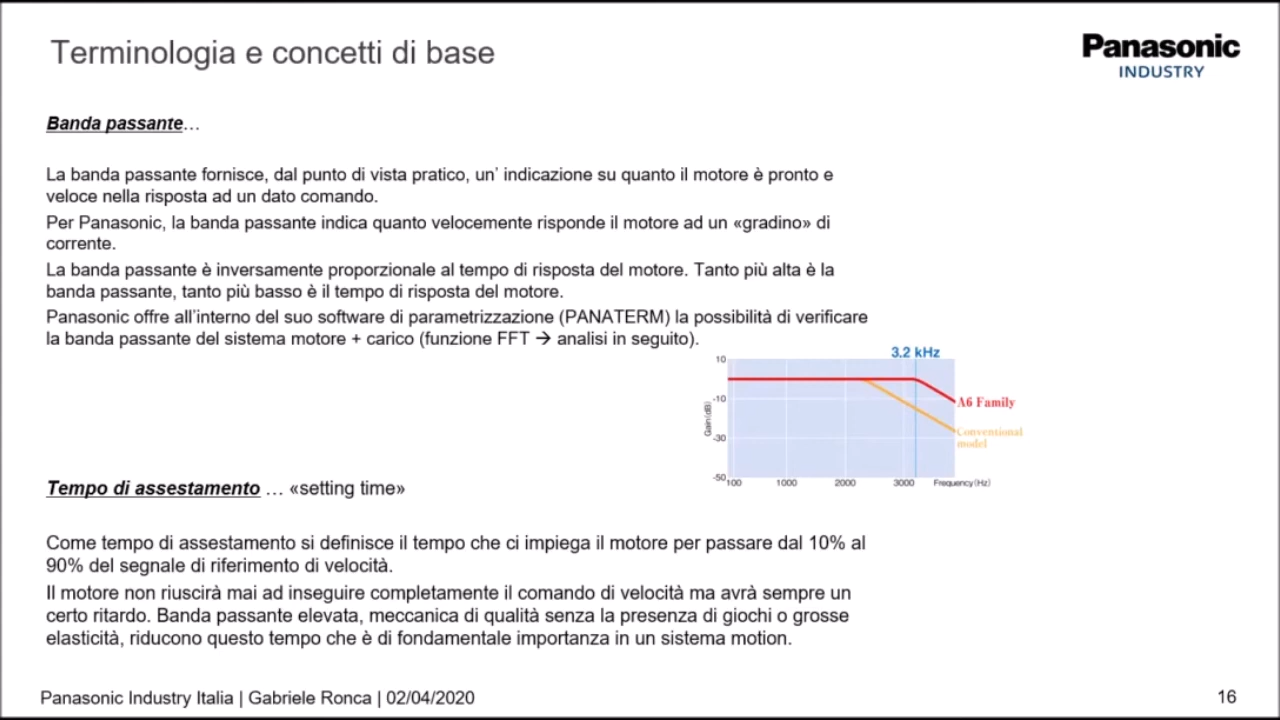 Terminologia e concetti di base
Panasonic
INDUSTRY
Banda passante…
La banda passante fornisce, dal punto di vista pratico, un' indicazione su quanto il motore è pronto e
veloce nella risposta ad un dato comando.
Per Panasonic, la banda passante indica quanto velocemente risponde il motore ad un «gradino» di
corrente.
La banda passante è inversamente proporzionale al tempo di risposta del motore. Tanto più alta è la
banda passante, tanto più basso è il tempo di risposta del motore.
Panasonic offre all'interno del suo software di parametrizzazione (PANATERM) la possibilità di verificare
la banda passante del sistema motore + carico (funzione FFT → analisi in seguito).
3.2 kHz
10
-10
-30
-50
Gain(dB)
A6 Family
Conventional
model
100 1000 2000 3000 Frequency(Hz)
Tempo di assestamento … «setting time»
Come tempo di assestamento si definisce il tempo che ci impiega il motore per passare dal 10% al
90% del segnale di riferimento di velocità.
Il motore non riuscirà mai ad inseguire completamente il comando di velocità ma avrà sempre un
certo ritardo. Banda passante elevata, meccanica di qualità senza la presenza di giochi o grosse
elasticità, riducono questo tempo che è di fondamentale importanza in un sistema motion.
Panasonic Industry Italia | Gabriele Ronca | 02/04/2020
16